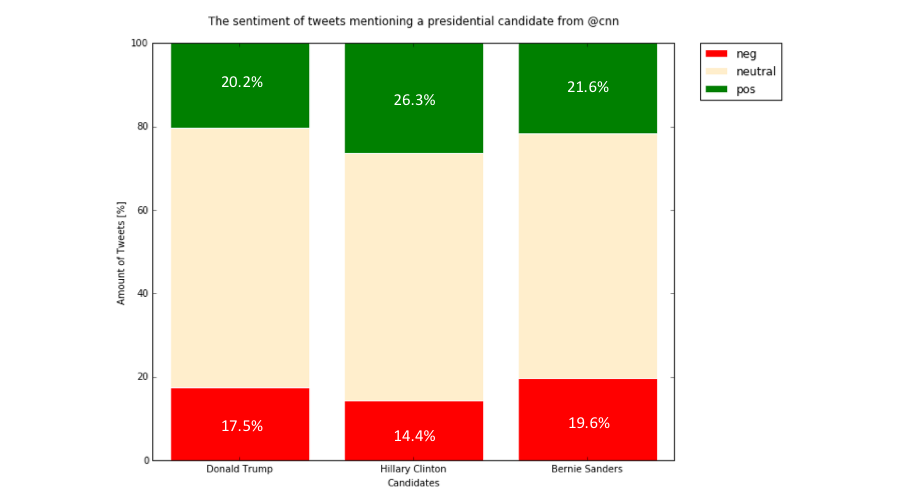 The sentiment of tweets mentioning a presidential candidate from @cnn
100
80
60
40
20
0
Amount of Tweets [%]
20.2%
26.3%
21.6%
17.5%
14.4%
19.6%
Donald Trump
Hillary Clinton
Bernie Sanders
Candidates
neg
neutral
pos